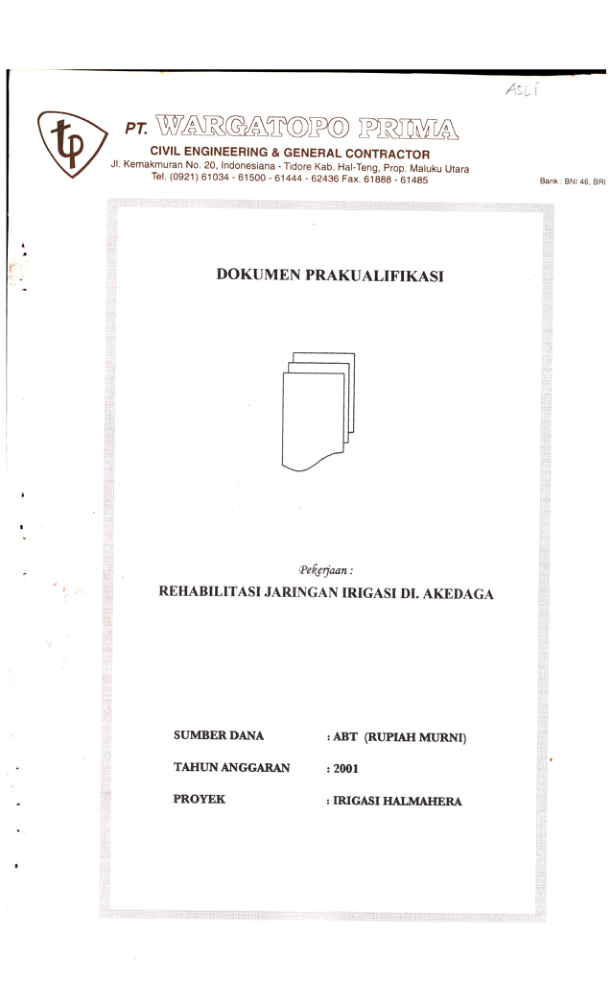 ASLi
tp
PT. WARGATOPO PRIMA
CIVIL ENGINEERING & GENERAL CONTRACTOR
Jl. Kemakmuran No. 20, Indonesiana - Tidore Kab. Hal-Teng, Prop. Maluku Utara
Tel. (0921) 61034 - 61500 - 61444 - 62436 Fax. 61888 - 61485
Bank : BNI 46, BRI
DOKUMEN PRAKUALIFIKASI
Pekerjaan :
REHABILITASI JARINGAN IRIGASI DI. AKEDAGA
SUMBER DANA : ABT (RUPIAH MURNI)
TAHUN ANGGARAN : 2001
PROYEK : IRIGASI HALMAHERA